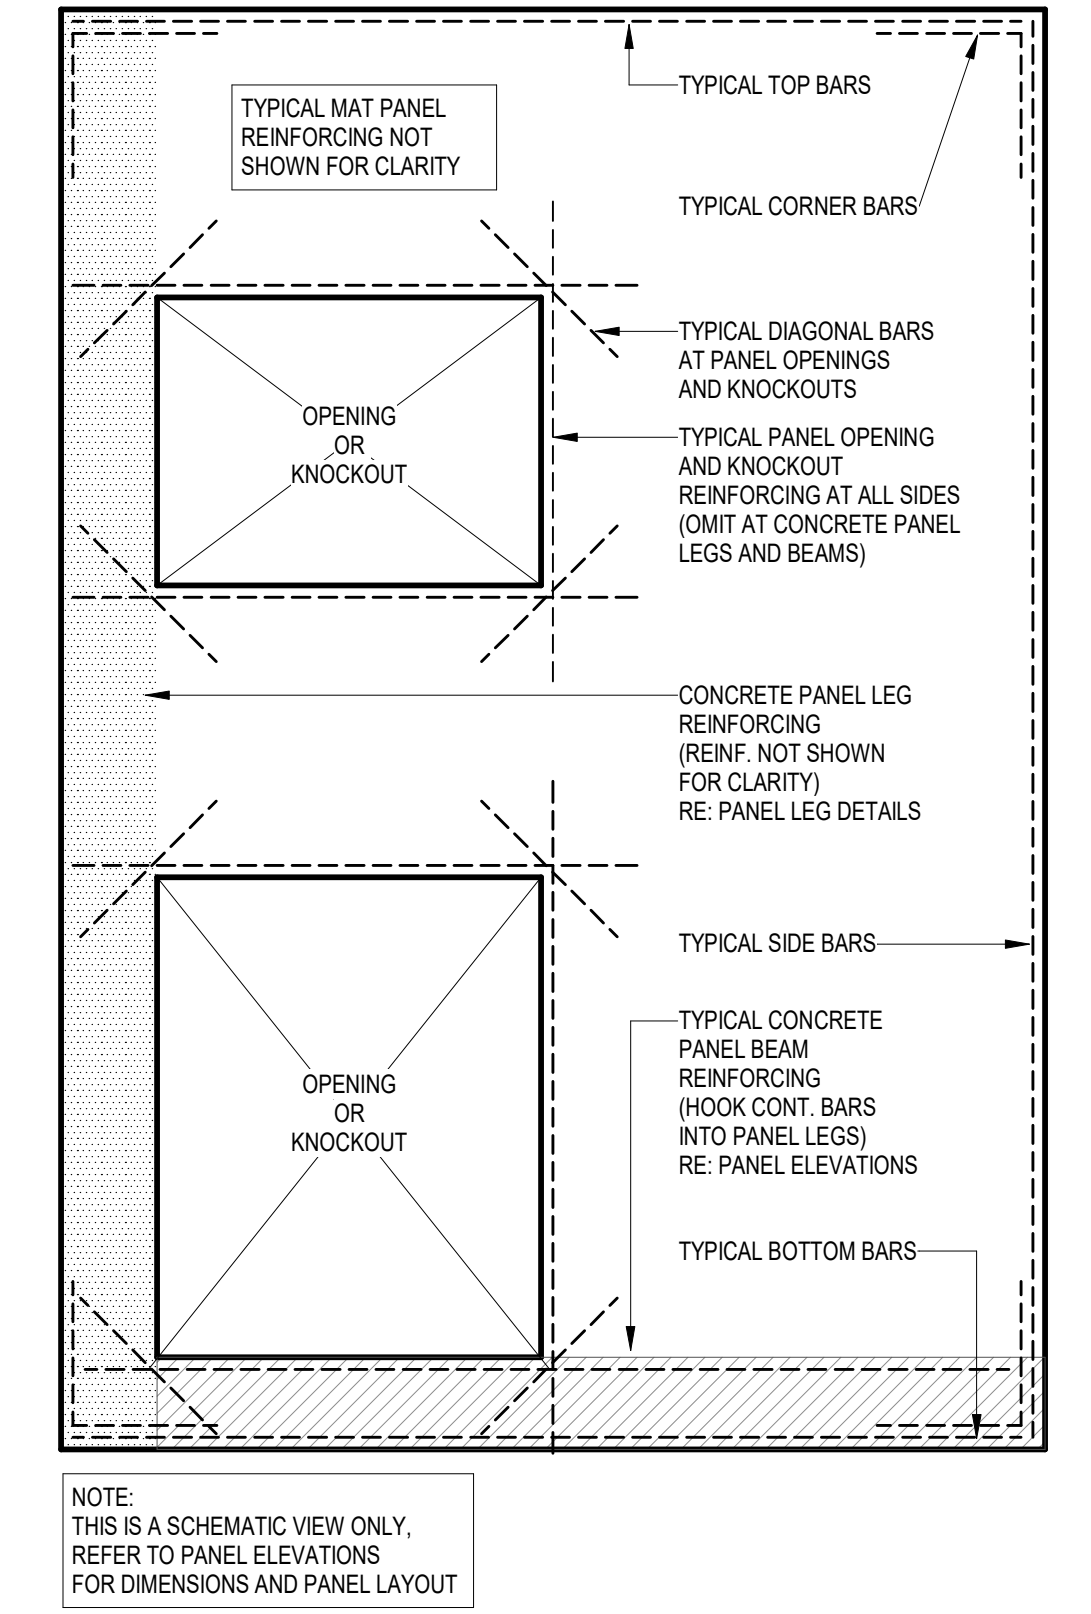 TYPICAL TOP BARS
TYPICAL MAT PANEL
REINFORCING NOT
SHOWN FOR CLARITY
TYPICAL CORNER BARS
TYPICAL DIAGONAL BARS
AT PANEL OPENINGS
AND KNOCKOUTS
OPENING
OR
KNOCKOUT
TYPICAL PANEL OPENING
AND KNOCKOUT
REINFORCING AT ALL SIDES
(OMIT AT CONCRETE PANEL
LEGS AND BEAMS)
CONCRETE PANEL LEG
REINFORCING
(REINF. NOT SHOWN
FOR CLARITY)
RE: PANEL LEG DETAILS
TYPICAL SIDE BARS
TYPICAL CONCRETE
PANEL BEAM
REINFORCING
(HOOK CONT. BARS
INTO PANEL LEGS)
RE: PANEL ELEVATIONS
OPENING
OR
KNOCKOUT
TYPICAL BOTTOM BARS
NOTE:
THIS IS A SCHEMATIC VIEW ONLY,
REFER TO PANEL ELEVATIONS
FOR DIMENSIONS AND PANEL LAYOUT